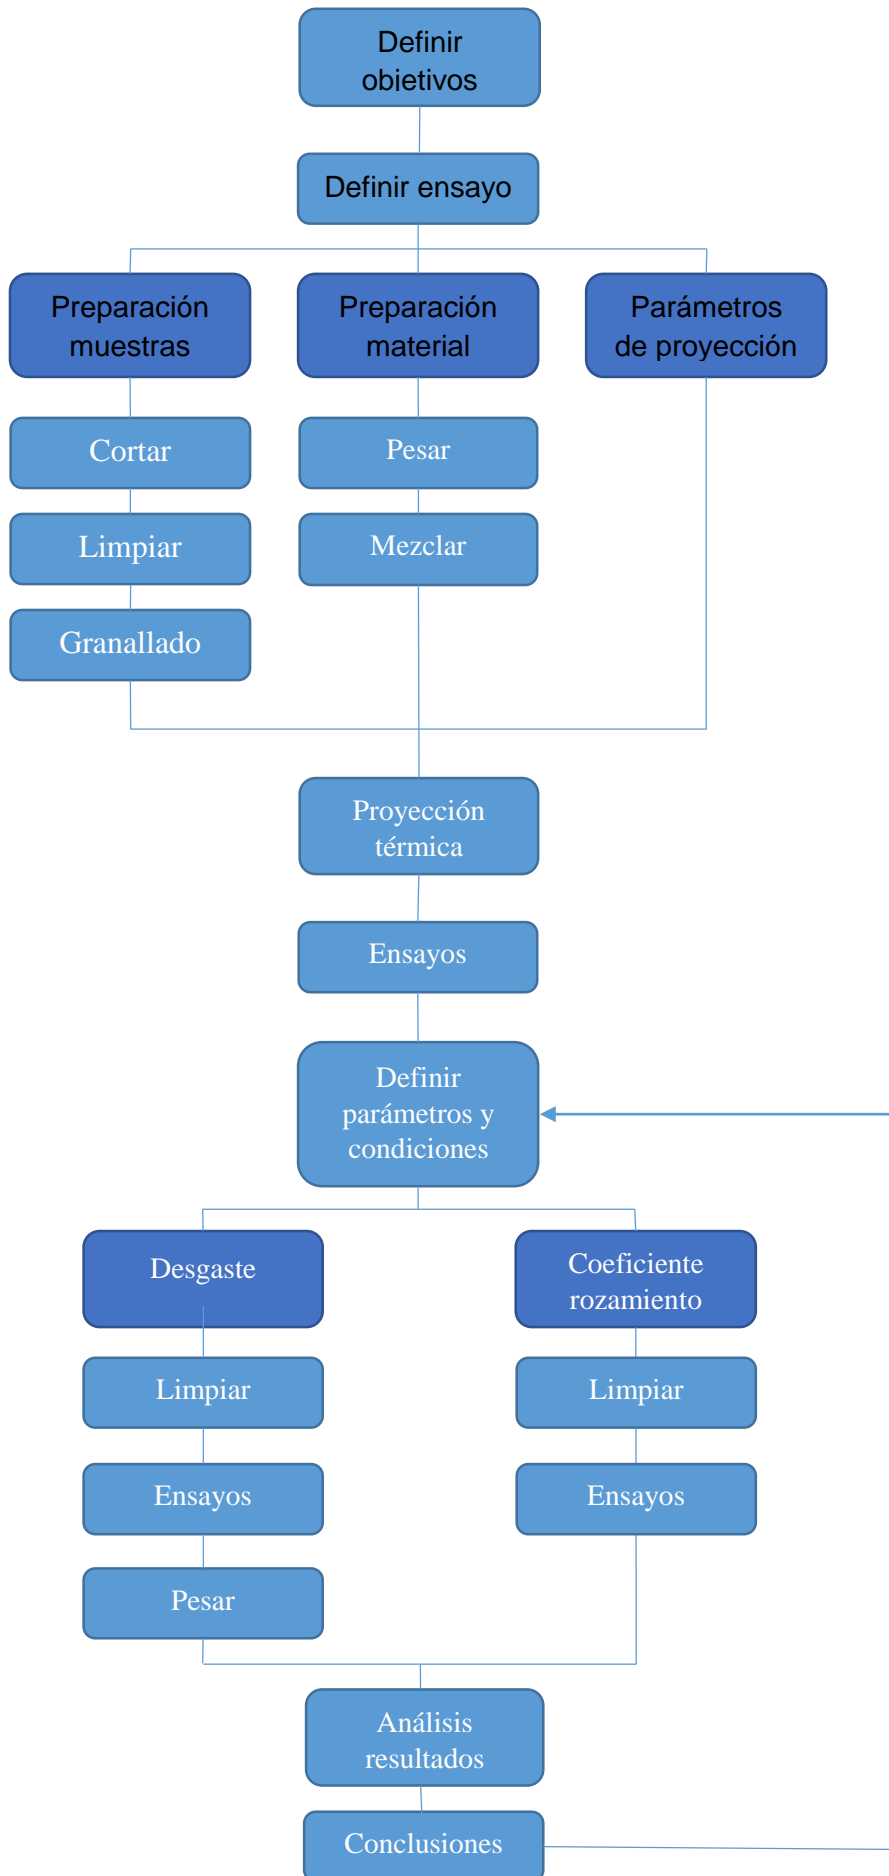 Definir
objetivos
Definir ensayo
Preparación
muestras
Preparación
material
Parámetros
de proyección
Cortar
Pesar
Limpiar
Mezclar
Granallado
Proyección
térmica
Ensayos
Definir
parámetros y
condiciones
Desgaste
Coeficiente
rozamiento
Limpiar
Limpiar
Ensayos
Ensayos
Pesar
Análisis
resultados
Conclusiones